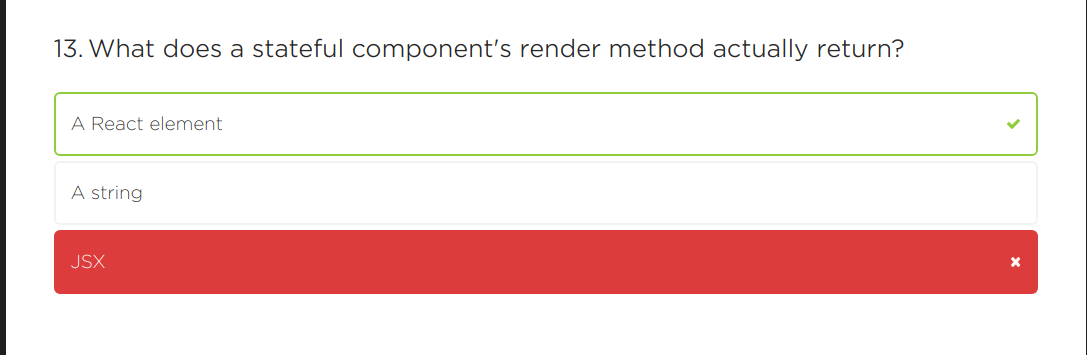 13. What does a stateful component's render method actually return?
A React element
A string
JSX